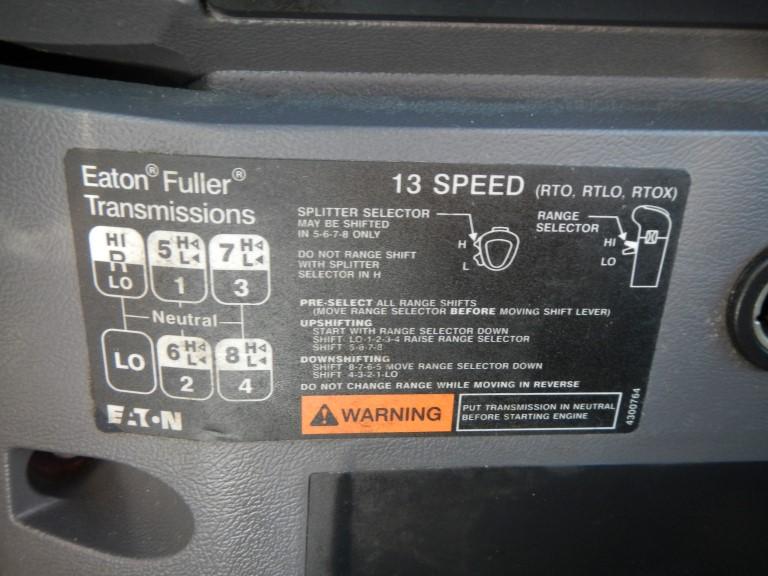 Eaton® Fuller®
Transmissions
13 SPEED (RTO, RTLO, RTOX)
HI
R
LO
5 H L
1
7 H L
3
Neutral
LO
6 H L
2
8 H L
4
EATON
SPLITTER SELECTOR
MAY BE SHIFTED
IN 5-6-7-8 ONLY
H
L
DO NOT RANGE SHIFT
WITH SPLITTER
SELECTOR IN H
RANGE
SELECTOR
HI
LO
PRE-SELECT ALL RANGE SHIFTS
(MOVE RANGE SELECTOR BEFORE MOVING SHIFT LEVER)
UPSHIFTING
START WITH RANGE SELECTOR DOWN
SHIFT LO-1-2-3-4 RAISE RANGE SELECTOR
SHIFT 5-6-7-8
DOWNSHIFTING
SHIFT 8-7-6-5 MOVE RANGE SELECTOR DOWN
SHIFT 4-3-2-1-LO
DO NOT CHANGE RANGE WHILE MOVING IN REVERSE
WARNING
PUT TRANSMISSION IN NEUTRAL
BEFORE STARTING ENGINE
4300764